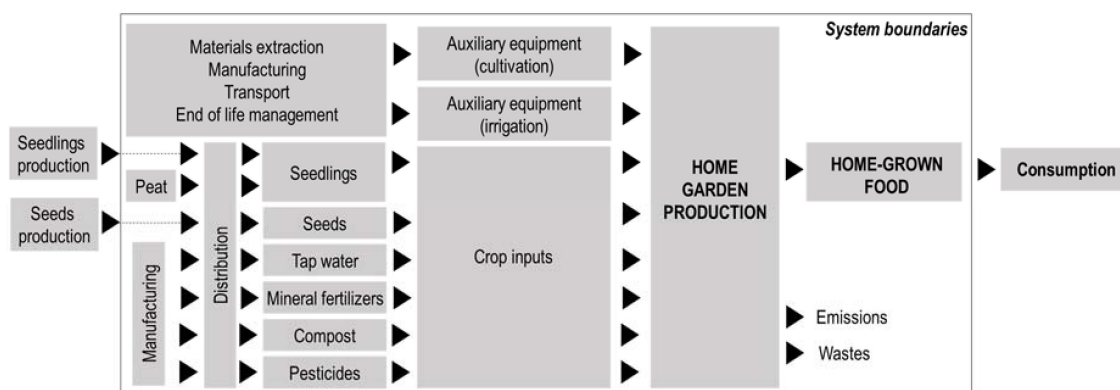 System boundaries
Materials extraction
Manufacturing
Transport
End of life management
Auxiliary equipment
(cultivation)
Auxiliary equipment
(irrigation)
Seedlings
production
Peat
Seeds
production
Manufacturing
Distribution
Seedlings
Seeds
Tap water
Mineral fertilizers
Compost
Pesticides
Crop inputs
HOME
GARDEN
PRODUCTION
HOME-GROWN
FOOD
Consumption
Emissions
Wastes